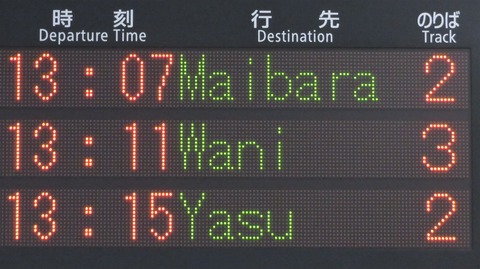 時刻 行先 のりば
Departure Time Destination Track
13:07 Maibara 2
13:11 Wani 3
13:15 Yasu 2